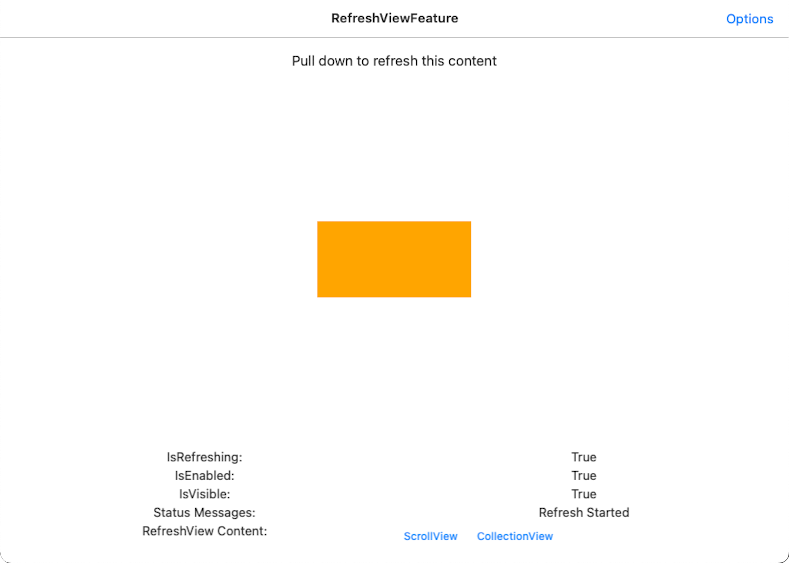 RefreshViewFeature
Options
Pull down to refresh this content
IsRefreshing: True
IsEnabled: True
IsVisible: True
Status Messages: Refresh Started
RefreshView Content: ScrollView CollectionView